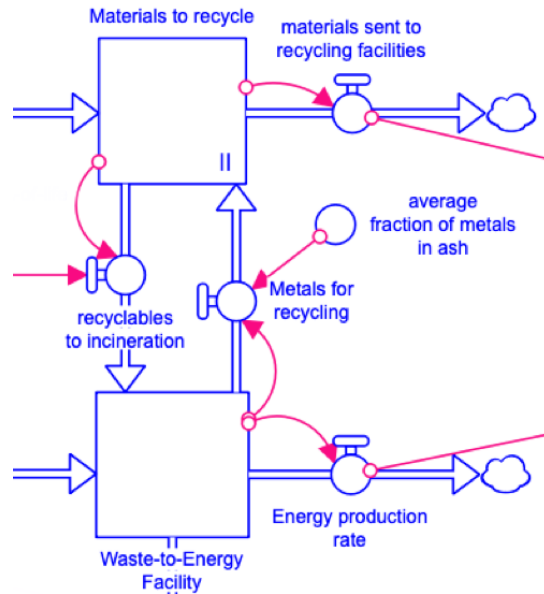 Materials to recycle
materials sent to
recycling facilities
average
fraction of metals
in ash
Metals for
recycling
recyclables
to incineration
Energy production
rate
Waste-to-Energy
Facility